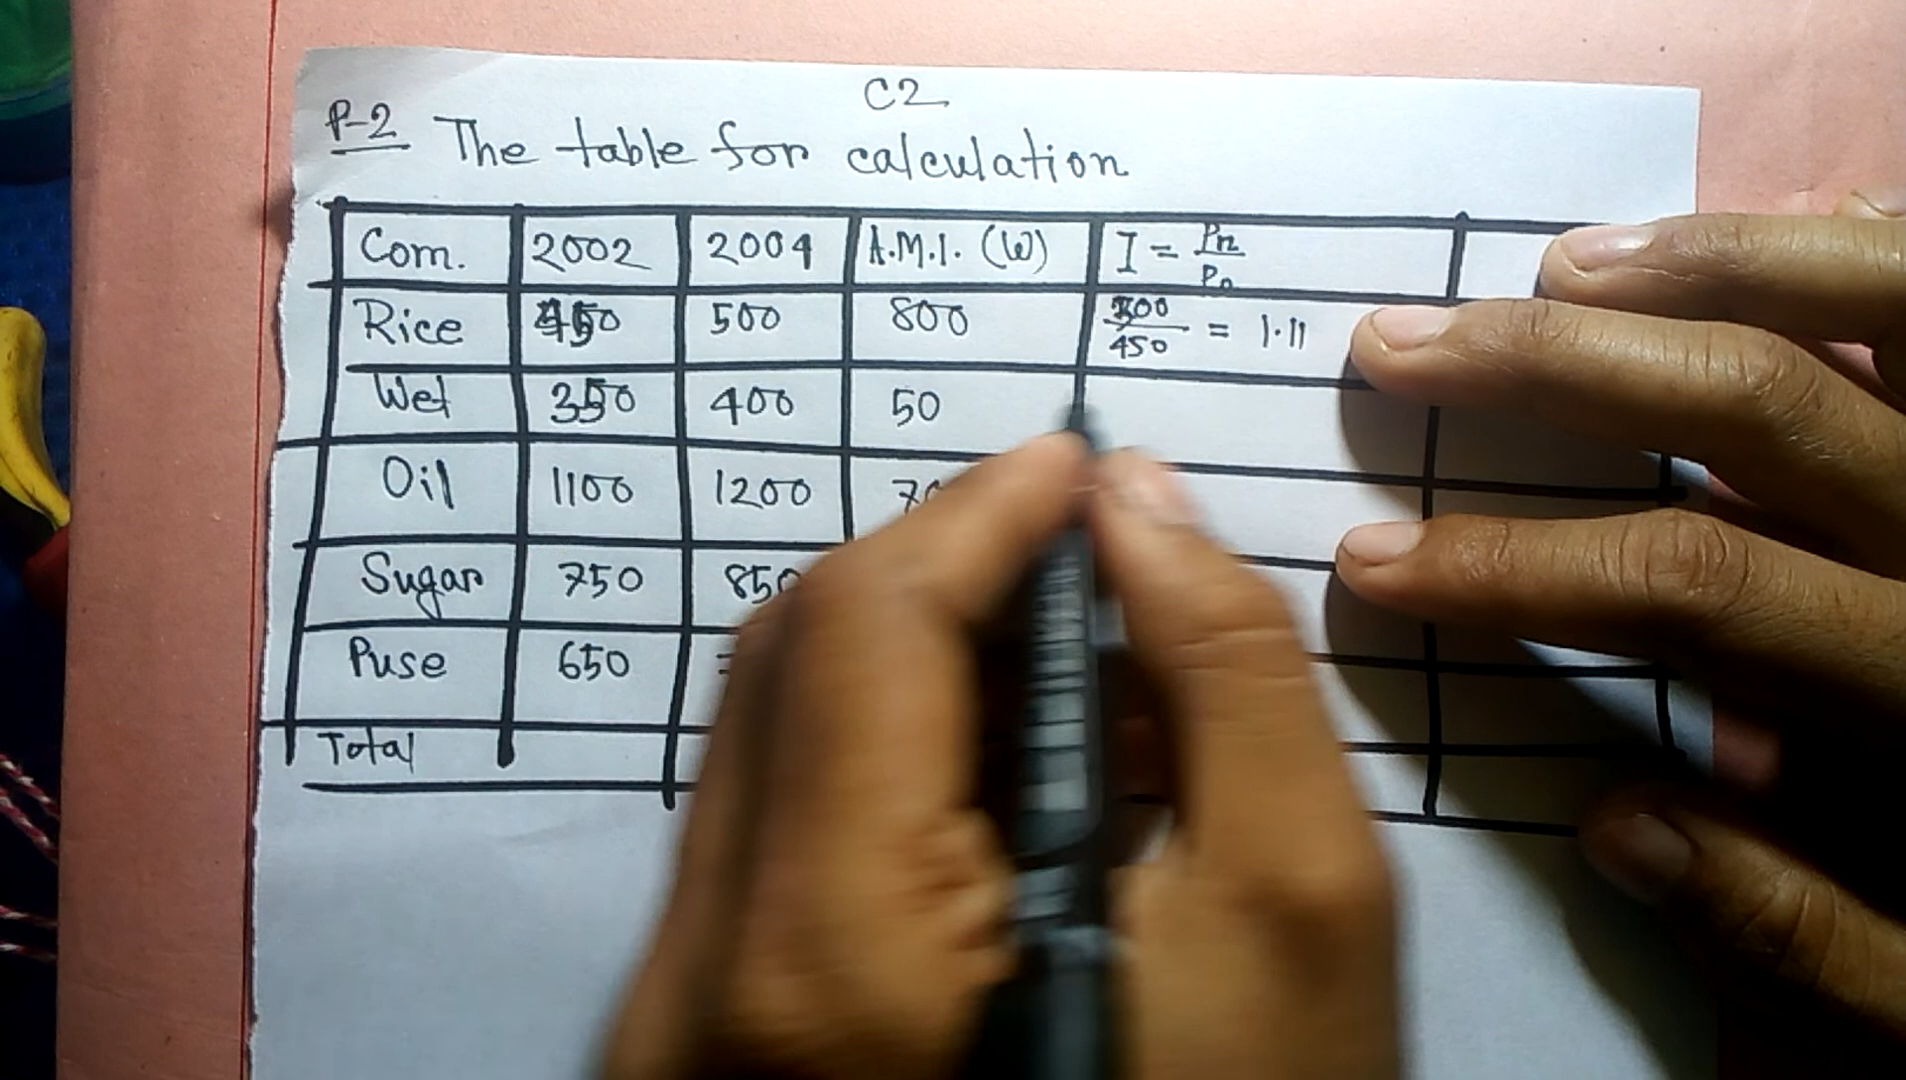 C2
P-2 The table for calculation
Com. 2002 2004 A.M.I. (W) I = Pn/Po
Rice 450 500 800 500/450 = 1.11
Wet 350 400 50
Oil 1100 1200
Sugar 750 850
Puse 650
Total